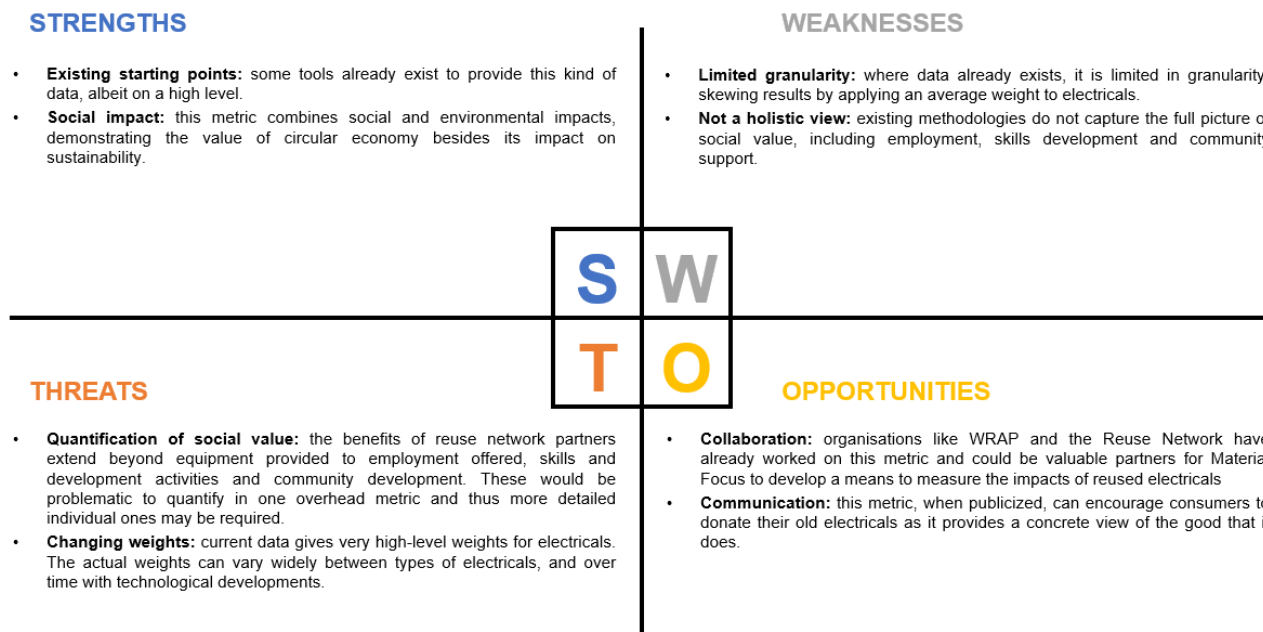 STRENGTHS
• Existing starting points: some tools already exist to provide this kind of
data, albeit on a high level.
• Social impact: this metric combines social and environmental impacts,
demonstrating the value of circular economy besides its impact on
sustainability.
WEAKNESSES
• Limited granularity: where data already exists, it is limited in granularity
skewing results by applying an average weight to electricals.
• Not a holistic view: existing methodologies do not capture the full picture o
social value, including employment, skills development and community
support.
S W
T O
THREATS
• Quantification of social value: the benefits of reuse network partners
extend beyond equipment provided to employment offered, skills and
development activities and community development. These would be
problematic to quantify in one overhead metric and thus more detailed
individual ones may be required.
• Changing weights: current data gives very high-level weights for electricals.
The actual weights can vary widely between types of electricals, and over
time with technological developments.
OPPORTUNITIES
• Collaboration: organisations like WRAP and the Reuse Network have
already worked on this metric and could be valuable partners for Materia
Focus to develop a means to measure the impacts of reused electricals
• Communication: this metric, when publicized, can encourage consumers to
donate their old electricals as it provides a concrete view of the good that i
does.